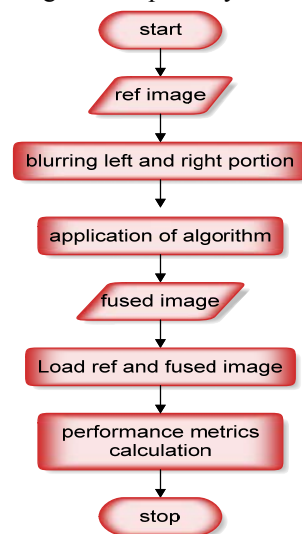 start
ref image
blurring left and right portion
application of algorithm
fused image
Load ref and fused image
performance metrics
calculation
stop